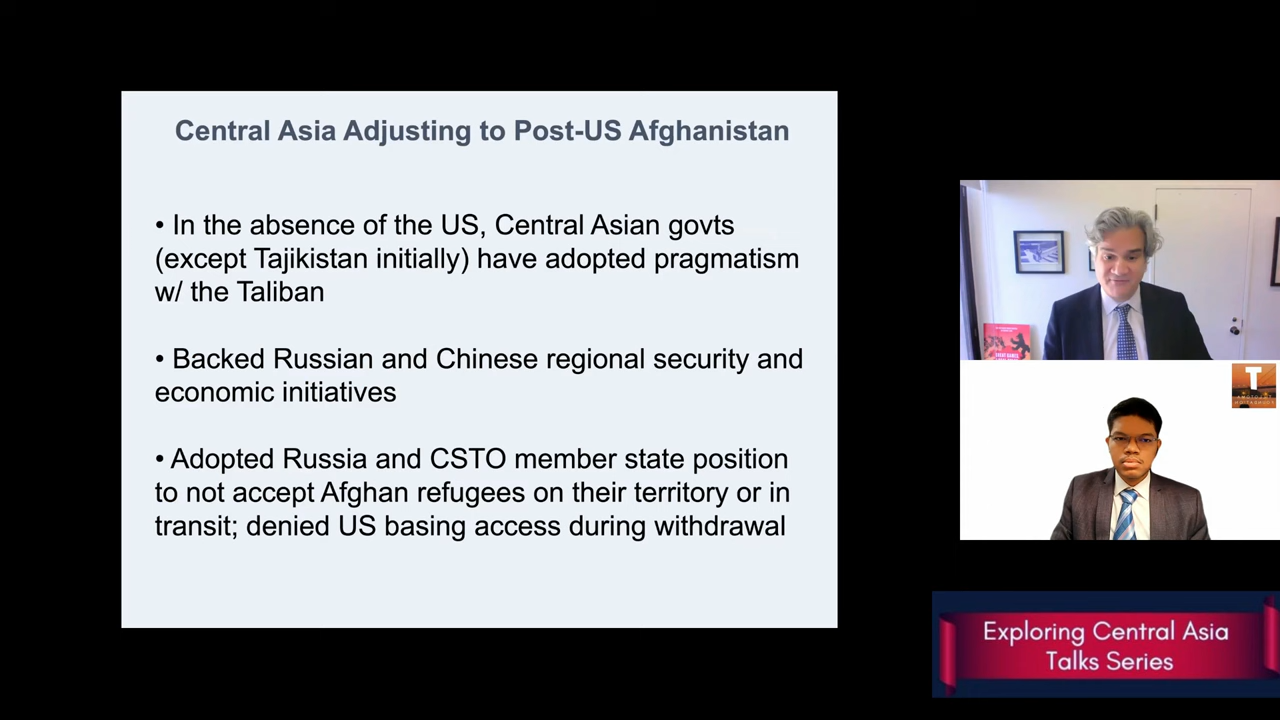 Central Asia Adjusting to Post-US Afghanistan
• In the absence of the US, Central Asian govts
(except Tajikistan initially) have adopted pragmatism
w/ the Taliban
• Backed Russian and Chinese regional security and
economic initiatives
• Adopted Russia and CSTO member state position
to not accept Afghan refugees on their territory or in
transit; denied US basing access during withdrawal
T
Exploring Central Asia
Talks Series